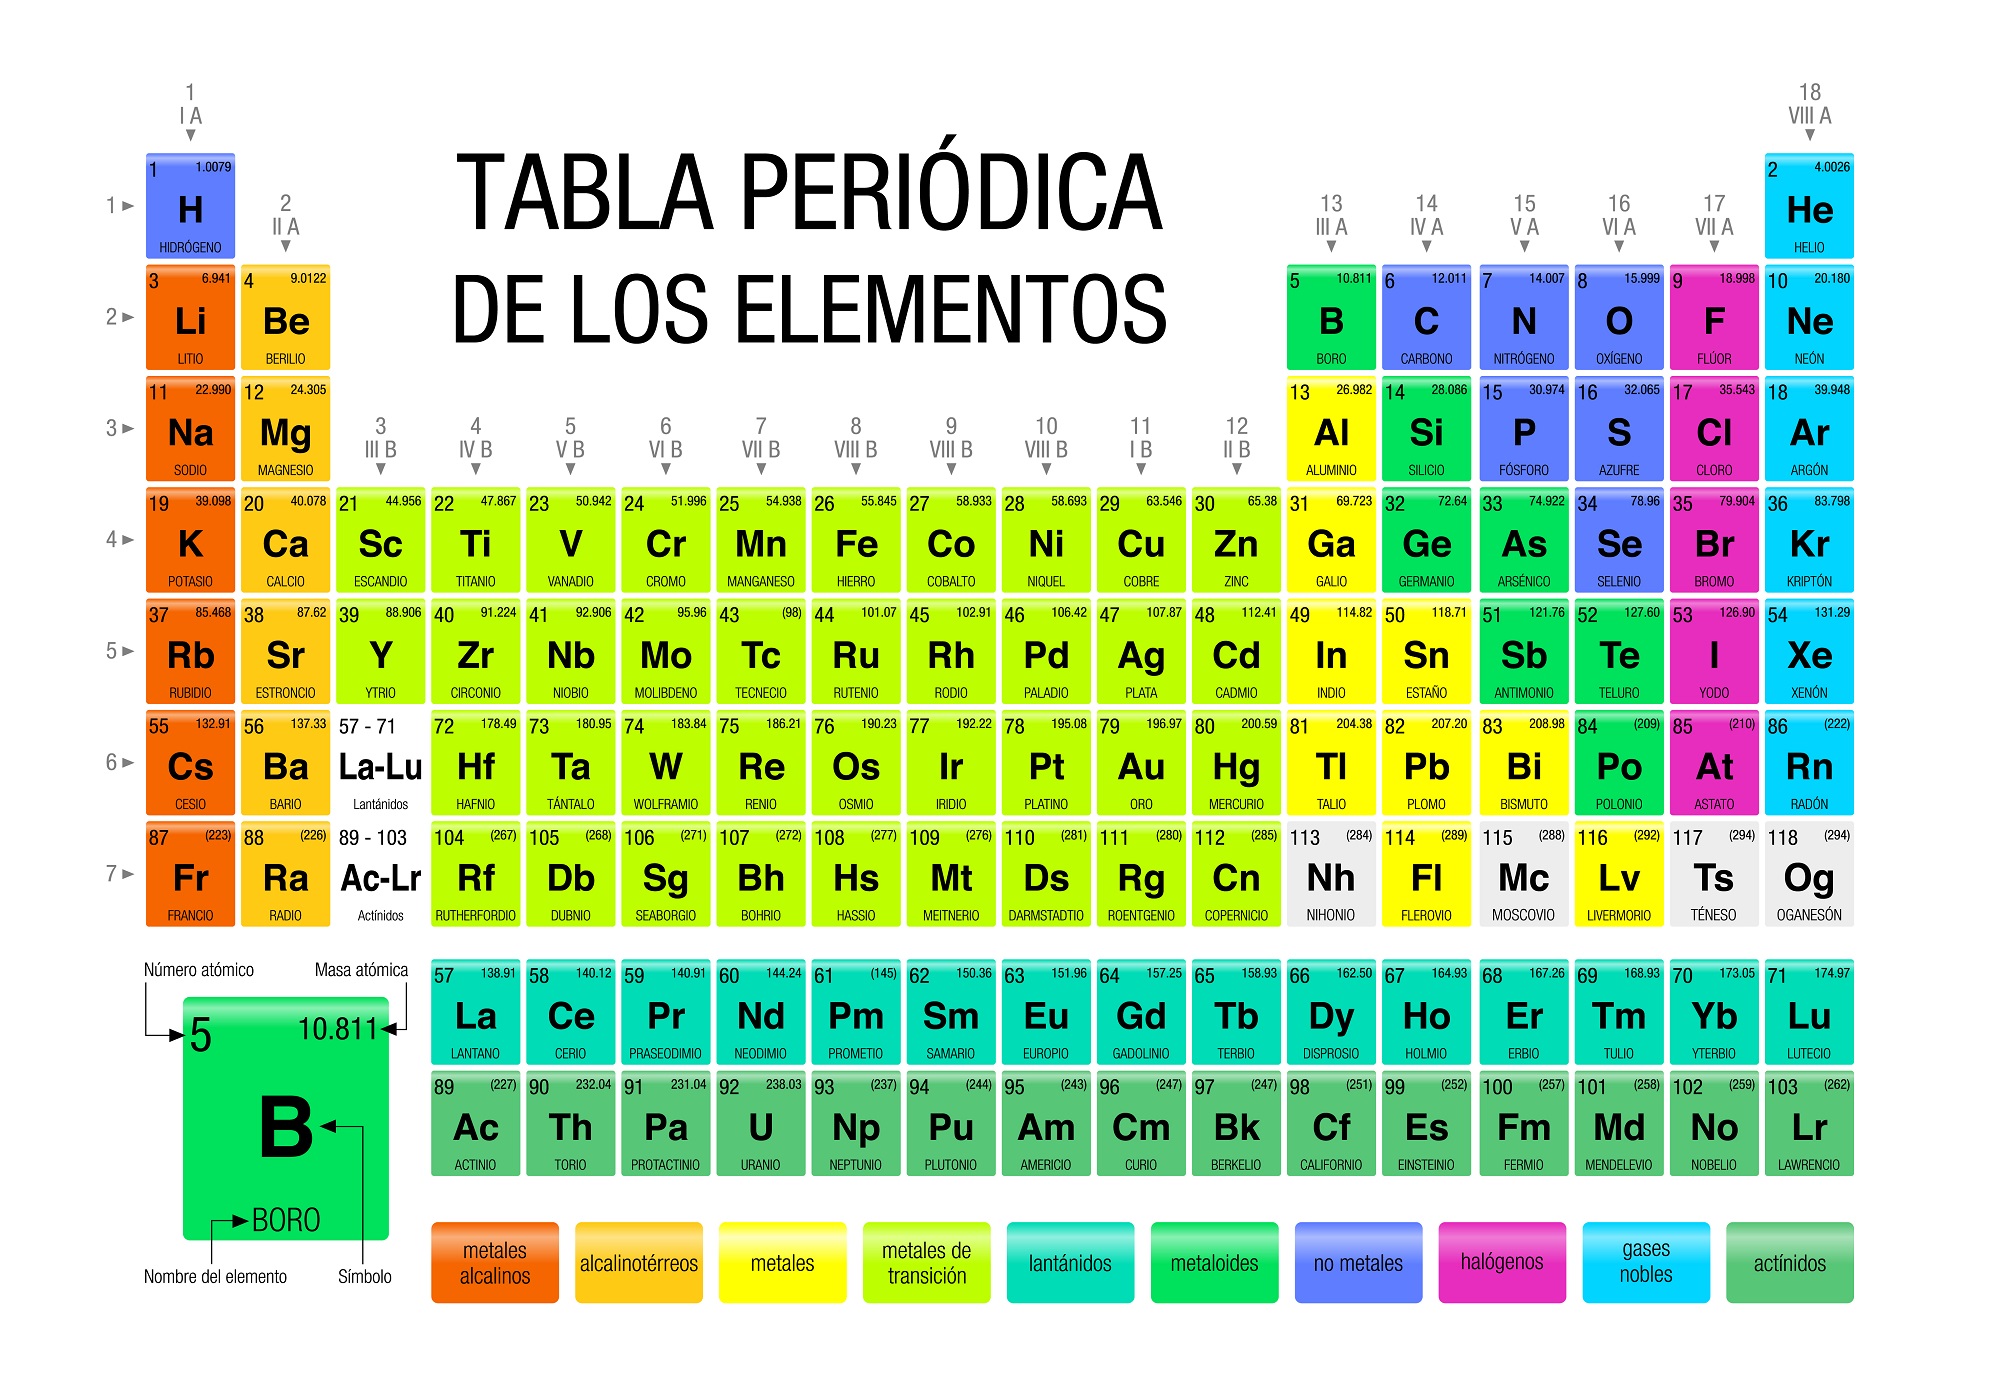 1
I A
18
VIII A
TABLA PERIÓDICA
DE LOS ELEMENTOS
2
II A
13
III A
14
IV A
15
V A
16
VI A
17
VII A
3
III B
4
IV B
5
V B
6
VI B
7
VII B
8
VIII B
9
VIII B
10
VIII B
11
I B
12
II B
1
1 1.0079
H
HIDRÓGENO
2 4.0026
He
HELIO
2
3 6.941
Li
LITIO
4 9.0122
Be
BERILIO
5 10.811
B
BORO
6 12.011
C
CARBONO
7 14.007
N
NITRÓGENO
8 15.999
O
OXÍGENO
9 18.998
F
FLÚOR
10 20.180
Ne
NEÓN
3
11 22.990
Na
SODIO
12 24.305
Mg
MAGNESIO
13 26.982
Al
ALUMINIO
14 28.086
Si
SILICIO
15 30.974
P
FÓSFORO
16 32.065
S
AZUFRE
17 35.543
Cl
CLORO
18 39.948
Ar
ARGÓN
4
19 39.098
K
POTASIO
20 40.078
Ca
CALCIO
21 44.956
Sc
ESCANDIO
22 47.867
Ti
TITANIO
23 50.942
V
VANADIO
24 51.996
Cr
CROMO
25 54.938
Mn
MANGANESO
26 55.845
Fe
HIERRO
27 58.933
Co
COBALTO
28 58.693
Ni
NIQUEL
29 63.546
Cu
COBRE
30 65.38
Zn
ZINC
31 69.723
Ga
GALIO
32 72.64
Ge
GERMANIO
33 74.922
As
ARSÉNICO
34 78.96
Se
SELENIO
35 79.904
Br
BROMO
36 83.798
Kr
KRIPTÓN
5
37 85.468
Rb
RUBIDIO
38 87.62
Sr
ESTRONCIO
39 88.906
Y
YTRIO
40 91.224
Zr
CIRCONIO
41 92.906
Nb
NIOBIO
42 95.96
Mo
MOLIBDENO
43 (98)
Tc
TECNECIO
44 101.07
Ru
RUTENIO
45 102.91
Rh
RODIO
46 106.42
Pd
PALADIO
47 107.87
Ag
PLATA
48 112.41
Cd
CADMIO
49 114.82
In
INDIO
50 118.71
Sn
ESTAÑO
51 121.76
Sb
ANTIMONIO
52 127.60
Te
TELURO
53 126.90
I
YODO
54 131.29
Xe
XENÓN
6
55 132.91
Cs
CESIO
56 137.33
Ba
BARIO
57 - 71
La-Lu
Lantánidos
72 178.49
Hf
HAFNIO
73 180.95
Ta
TÁNTALO
74 183.84
W
WOLFRAMIO
75 186.21
Re
RENIO
76 190.23
Os
OSMIO
77 192.22
Ir
IRIDIO
78 195.08
Pt
PLATINO
79 196.97
Au
ORO
80 200.59
Hg
MERCURIO
81 204.38
Tl
TALIO
82 207.20
Pb
PLOMO
83 208.98
Bi
BISMUTO
84 (209)
Po
POLONIO
85 (210)
At
ASTATO
86 (222)
Rn
RADÓN
7
87 (223)
Fr
FRANCIO
88 (226)
Ra
RADIO
89 - 103
Ac-Lr
Actínidos
104 (267)
Rf
RUTHERFORDIO
105 (268)
Db
DUBNIO
106 (271)
Sg
SEABORGIO
107 (272)
Bh
BOHRIO
108 (277)
Hs
HASSIO
109 (276)
Mt
MEITNERIO
110 (281)
Ds
DARMSTADTIO
111 (280)
Rg
ROENTGENIO
112 (285)
Cn
COPERNICIO
113 (284)
Nh
NIHONIO
114 (289)
Fl
FLEROVIO
115 (288)
Mc
MOSCOVIO
116 (292)
Lv
LIVERMORIO
117 (294)
Ts
TÉNESO
118 (294)
Og
OGANESÓN
57 138.91
La
LANTANO
58 140.12
Ce
CERIO
59 140.91
Pr
PRASEODIMIO
60 144.24
Nd
NEODIMIO
61 (145)
Pm
PROMETIO
62 150.36
Sm
SAMARIO
63 151.96
Eu
EUROPIO
64 157.25
Gd
GADOLINIO
65 158.93
Tb
TERBIO
66 162.50
Dy
DISPROSIO
67 164.93
Ho
HOLMIO
68 167.26
Er
ERBIO
69 168.93
Tm
TULIO
70 173.05
Yb
YTERBIO
71 174.97
Lu
LUTECIO
89 (227)
Ac
ACTINIO
90 232.04
Th
TORIO
91 231.04
Pa
PROTACTINIO
92 238.03
U
URANIO
93 (237)
Np
NEPTUNIO
94 (244)
Pu
PLUTONIO
95 (243)
Am
AMERICIO
96 (247)
Cm
CURIO
97 (247)
Bk
BERKELIO
98 (251)
Cf
CALIFORNIO
99 (252)
Es
EINSTEINIO
100 (257)
Fm
FERMIO
101 (258)
Md
MENDELEVIO
102 (259)
No
NOBELIO
103 (262)
Lr
LAWRENCIO
Número atómico
Masa atómica
5 10.811
B
BORO
Nombre del elemento
Símbolo
metales
alcalinos
alcalinotérreos
metales
metales de
transición
lantánidos
metaloides
no metales
halógenos
gases
nobles
actínidos